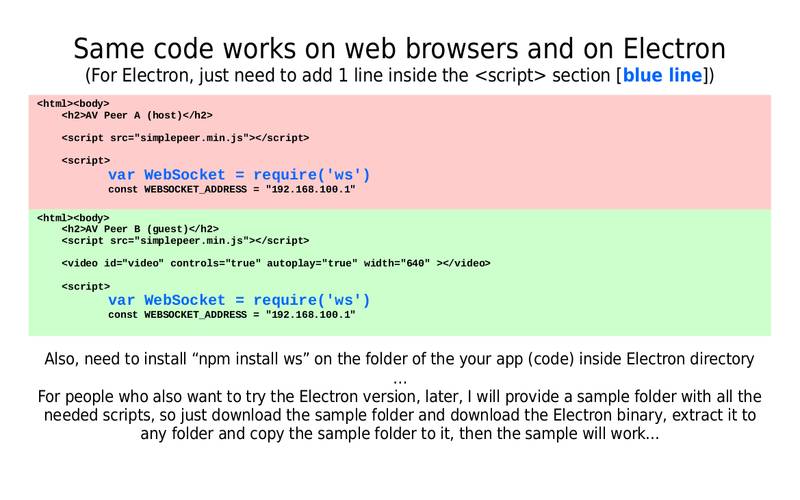 Same code works on web browsers and on Electron
(For Electron, just need to add 1 line inside the <script> section [blue line])
<html><body>
<h2>AV Peer A (host)</h2>
<script src="simplepeer.min.js"></script>
<script>
var WebSocket = require('ws')
const WEBSOCKET_ADDRESS = "192.168.100.1"
<html><body>
<h2>AV Peer B (guest)</h2>
<script src="simplepeer.min.js"></script>
<video id="video" controls="true" autoplay="true" width="640" ></video>
<script>
var WebSocket = require('ws')
const WEBSOCKET_ADDRESS = "192.168.100.1"
Also, need to install “npm install ws” on the folder of the your app (code) inside Electron directory
...
For people who also want to try the Electron version, later, I will provide a sample folder with all the
needed scripts, so just download the sample folder and download the Electron binary, extract it to
any folder and copy the sample folder to it, then the sample will work...